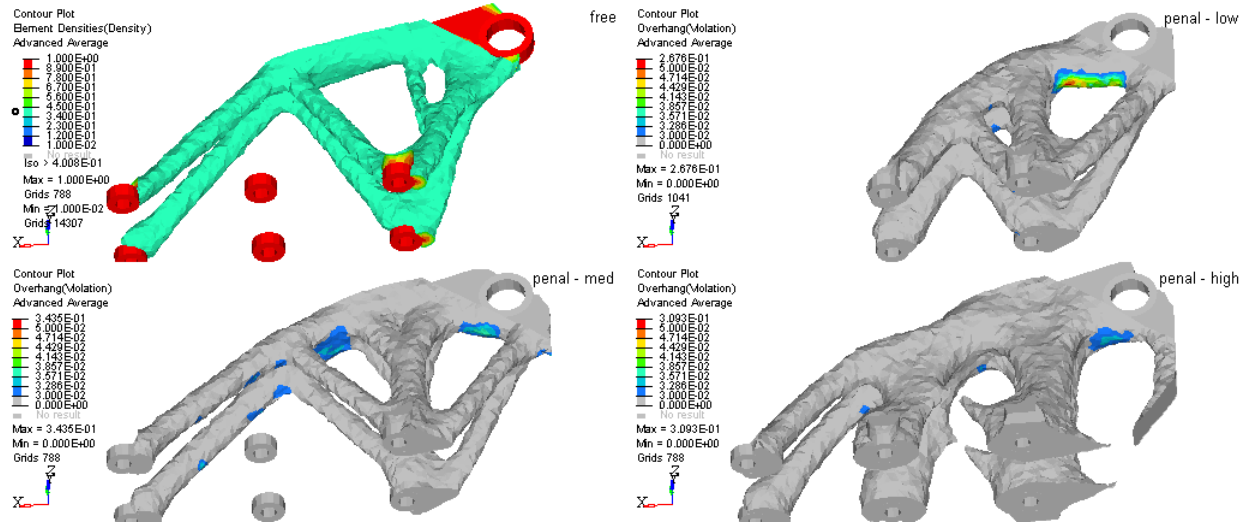 Contour Plot
Element Densities(Density)
Advanced Average
1.000E+00
8.900E-01
7.800E-01
6.700E-01
5.600E-01
4.500E-01
3.400E-01
2.300E-01
1.200E-01
1.000E-02
No result
Iso > 4.008E-01
Max = 1.000E+00
Grids 788
Min = 1.000E-02
Grids 14307
Z
X
free
Contour Plot
Overhang(Violation)
Advanced Average
2.676E-01
5.000E-02
4.714E-02
4.429E-02
4.143E-02
3.857E-02
3.571E-02
3.286E-02
3.000E-02
0.000E+00
No result
Max = 2.676E-01
Min = 0.000E+00
Grids 1041
Z
X
penal - low
Contour Plot
Overhang(Violation)
Advanced Average
3.435E-01
5.000E-02
4.714E-02
4.429E-02
4.143E-02
3.857E-02
3.571E-02
3.286E-02
3.000E-02
0.000E+00
No result
Max = 3.435E-01
Min = 0.000E+00
Grids 788
Z
X
penal - med
Contour Plot
Overhang(Violation)
Advanced Average
3.093E-01
5.000E-02
4.714E-02
4.429E-02
4.143E-02
3.857E-02
3.571E-02
3.286E-02
3.000E-02
0.000E+00
No result
Max = 3.093E-01
Min = 0.000E+00
Grids 788
Z
X
penal - high